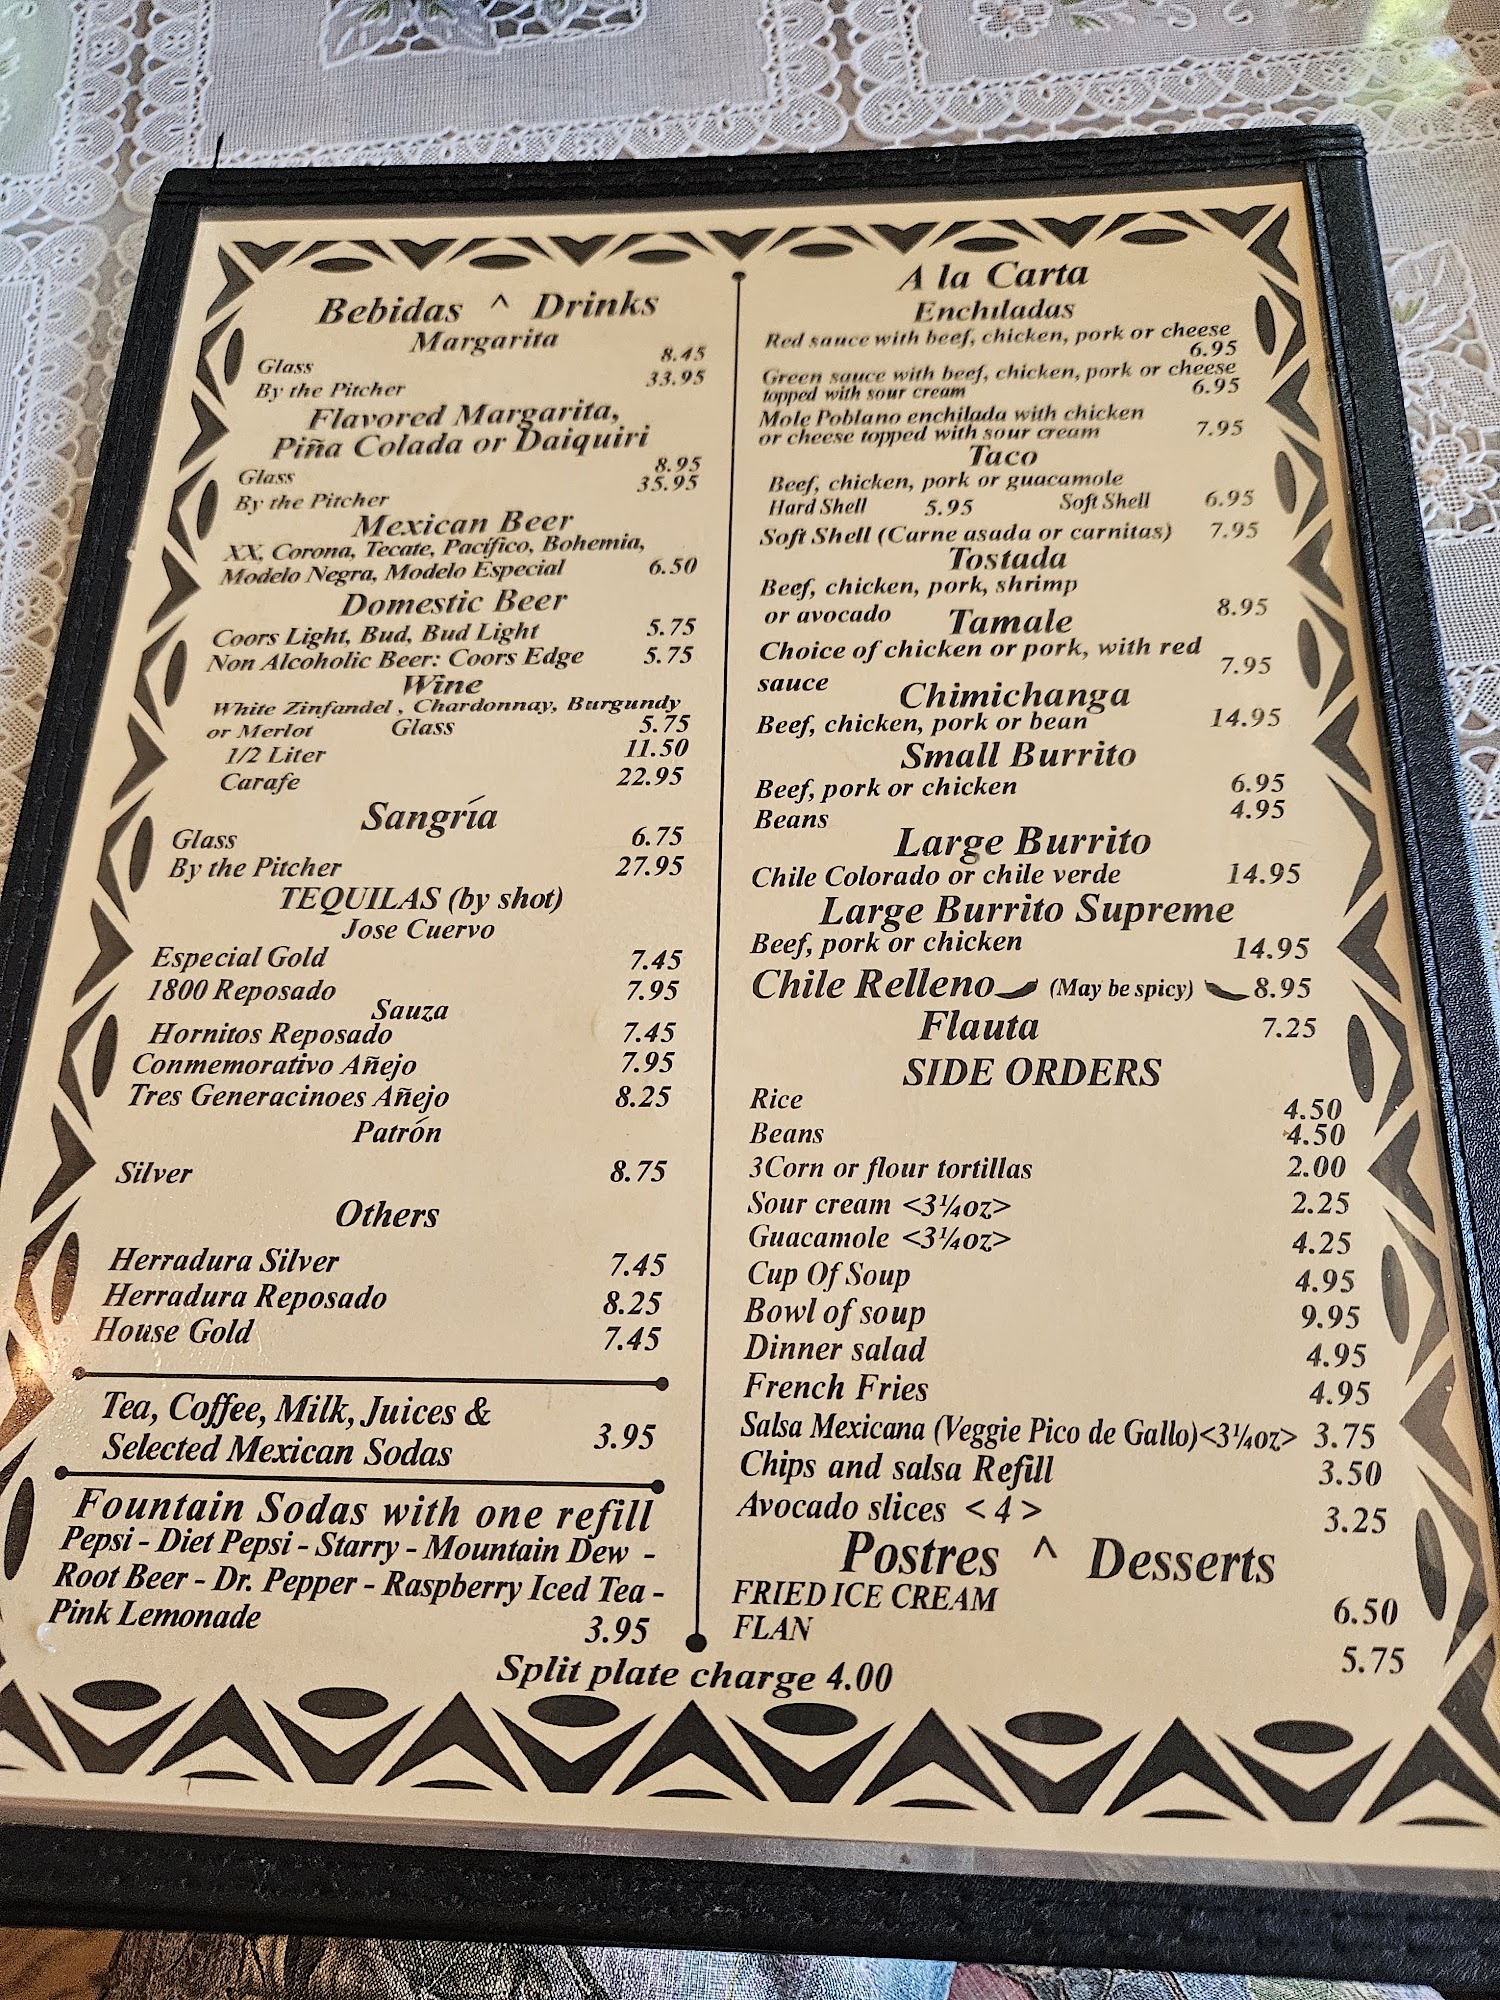 Bebidas ^ Drinks
Margarita
Glass 8.45
By the Pitcher 33.95
Flavored Margarita,
Piña Colada or Daiquiri
Glass 8.95
By the Pitcher 35.95
Mexican Beer
XX, Corona, Tecate, Pacífico, Bohemia,
Modelo Negra, Modelo Especial 6.50
Domestic Beer
Coors Light, Bud, Bud Light 5.75
Non Alcoholic Beer: Coors Edge 5.75
Wine
White Zinfandel , Chardonnay, Burgundy
or Merlot Glass 5.75
1/2 Liter 11.50
Carafe 22.95
Sangría
Glass 6.75
By the Pitcher 27.95
TEQUILAS (by shot)
Jose Cuervo
Especial Gold 7.45
1800 Reposado 7.95
Sauza
Hornitos Reposado 7.45
Conmemorativo Añejo 7.95
Tres Generacinoes Añejo 8.25
Patrón
Silver 8.75
Others
Herradura Silver 7.45
Herradura Reposado 8.25
House Gold 7.45
Tea, Coffee, Milk, Juices &
Selected Mexican Sodas 3.95
Fountain Sodas with one refill
Pepsi - Diet Pepsi - Starry - Mountain Dew -
Root Beer - Dr. Pepper - Raspberry Iced Tea -
Pink Lemonade 3.95
A la Carta
Enchiladas
Red sauce with beef, chicken, pork or cheese
6.95
Green sauce with beef, chicken, pork or cheese
topped with sour cream 6.95
Mole Poblano enchilada with chicken
or cheese topped with sour cream 7.95
Taco
Beef, chicken, pork or guacamole
Hard Shell 5.95 Soft Shell 6.95
Soft Shell (Carne asada or carnitas) 7.95
Tostada
Beef, chicken, pork, shrimp
or avocado 8.95
Tamale
Choice of chicken or pork, with red
sauce 7.95
Chimichanga
Beef, chicken, pork or bean 14.95
Small Burrito
Beef, pork or chicken 6.95
Beans 4.95
Large Burrito
Chile Colorado or chile verde 14.95
Large Burrito Supreme
Beef, pork or chicken 14.95
Chile Relleno (May be spicy) 8.95
Flauta 7.25
SIDE ORDERS
Rice 4.50
Beans 4.50
3Corn or flour tortillas 2.00
Sour cream <3¼oz> 2.25
Guacamole <3¼oz> 4.25
Cup Of Soup 4.95
Bowl of soup 9.95
Dinner salad 4.95
French Fries 4.95
Salsa Mexicana (Veggie Pico de Gallo)<3¼oz> 3.75
Chips and salsa Refill 3.50
Avocado slices < 4 > 3.25
Postres ^ Desserts
FRIED ICE CREAM 6.50
FLAN 5.75
Split plate charge 4.00